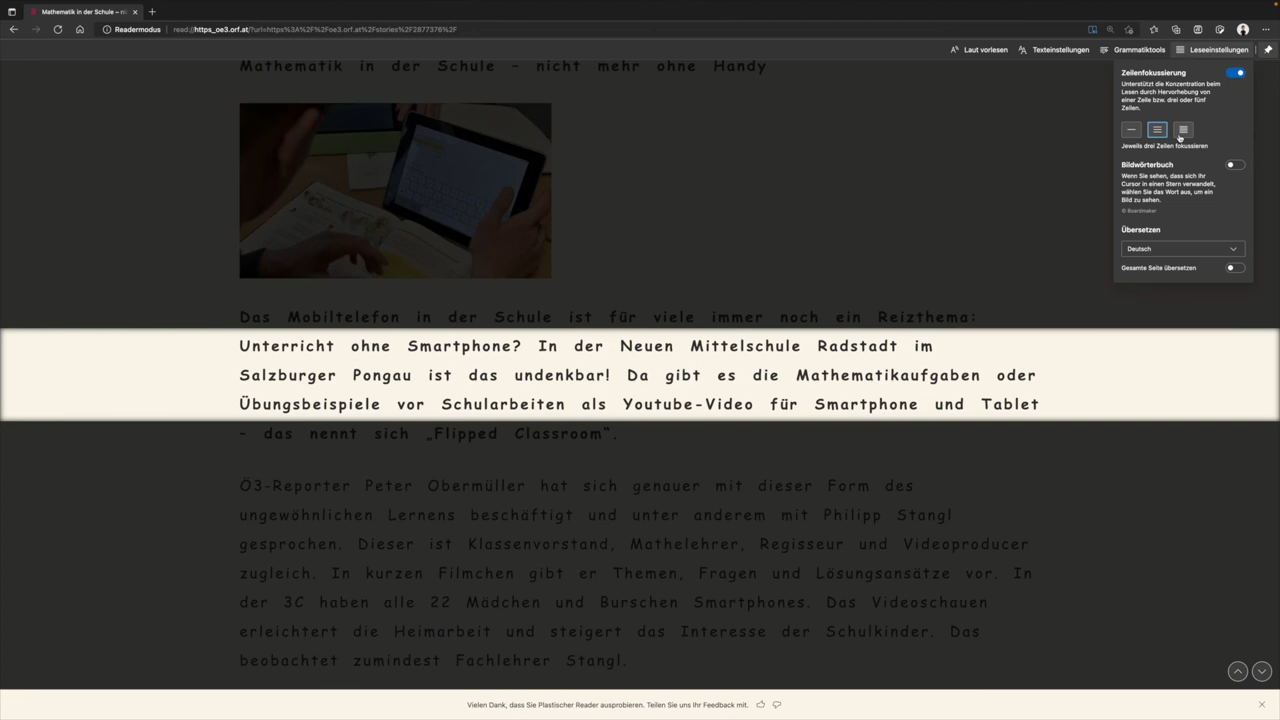 Mathematik in der Schule – ni
Readermodus
read://https_oe3.orf.at/?url=https%3A%2F%2Foe3.orf.at%2Fstories%2F2877376%2F
Laut vorlesen
Texteinstellungen
Grammatiktools
Leseeinstellungen
Zeilenfokussierung
Unterstützt die Konzentration beim
Lesen durch Hervorhebung von
einer Zeile bzw. drei oder fünf
Zeilen.
Jeweils drei Zeilen fokussieren
Bildwörterbuch
Wenn Sie sehen, dass sich Ihr
Cursor in einen Stern verwandelt,
wählen Sie das Wort aus, um ein
Bild zu sehen.
© Boardmaker
Übersetzen
Deutsch
Gesamte Seite übersetzen
Mathematik in der Schule – nicht mehr ohne Handy
Das Mobiltelefon in der Schule ist für viele immer noch ein Reizthema:
Unterricht ohne Smartphone? In der Neuen Mittelschule Radstadt im
Salzburger Pongau ist das undenkbar! Da gibt es die Mathematikaufgaben oder
Übungsbeispiele vor Schularbeiten als Youtube-Video für Smartphone und Tablet
– das nennt sich „Flipped Classroom“.
Ö3-Reporter Peter Obermüller hat sich genauer mit dieser Form des
ungewöhnlichen Lernens beschäftigt und unter anderem mit Philipp Stangl
gesprochen. Dieser ist Klassenvorstand, Mathelehrer, Regisseur und Videoproducer
zugleich. In kurzen Filmchen gibt er Themen, Fragen und Lösungsansätze vor. In
der 3C haben alle 22 Mädchen und Burschen Smartphones. Das Videoschauen
erleichtert die Heimarbeit und steigert das Interesse der Schulkinder. Das
beobachtet zumindest Fachlehrer Stangl.
Vielen Dank, dass Sie Plastischer Reader ausprobieren. Teilen Sie uns Ihr Feedback mit.